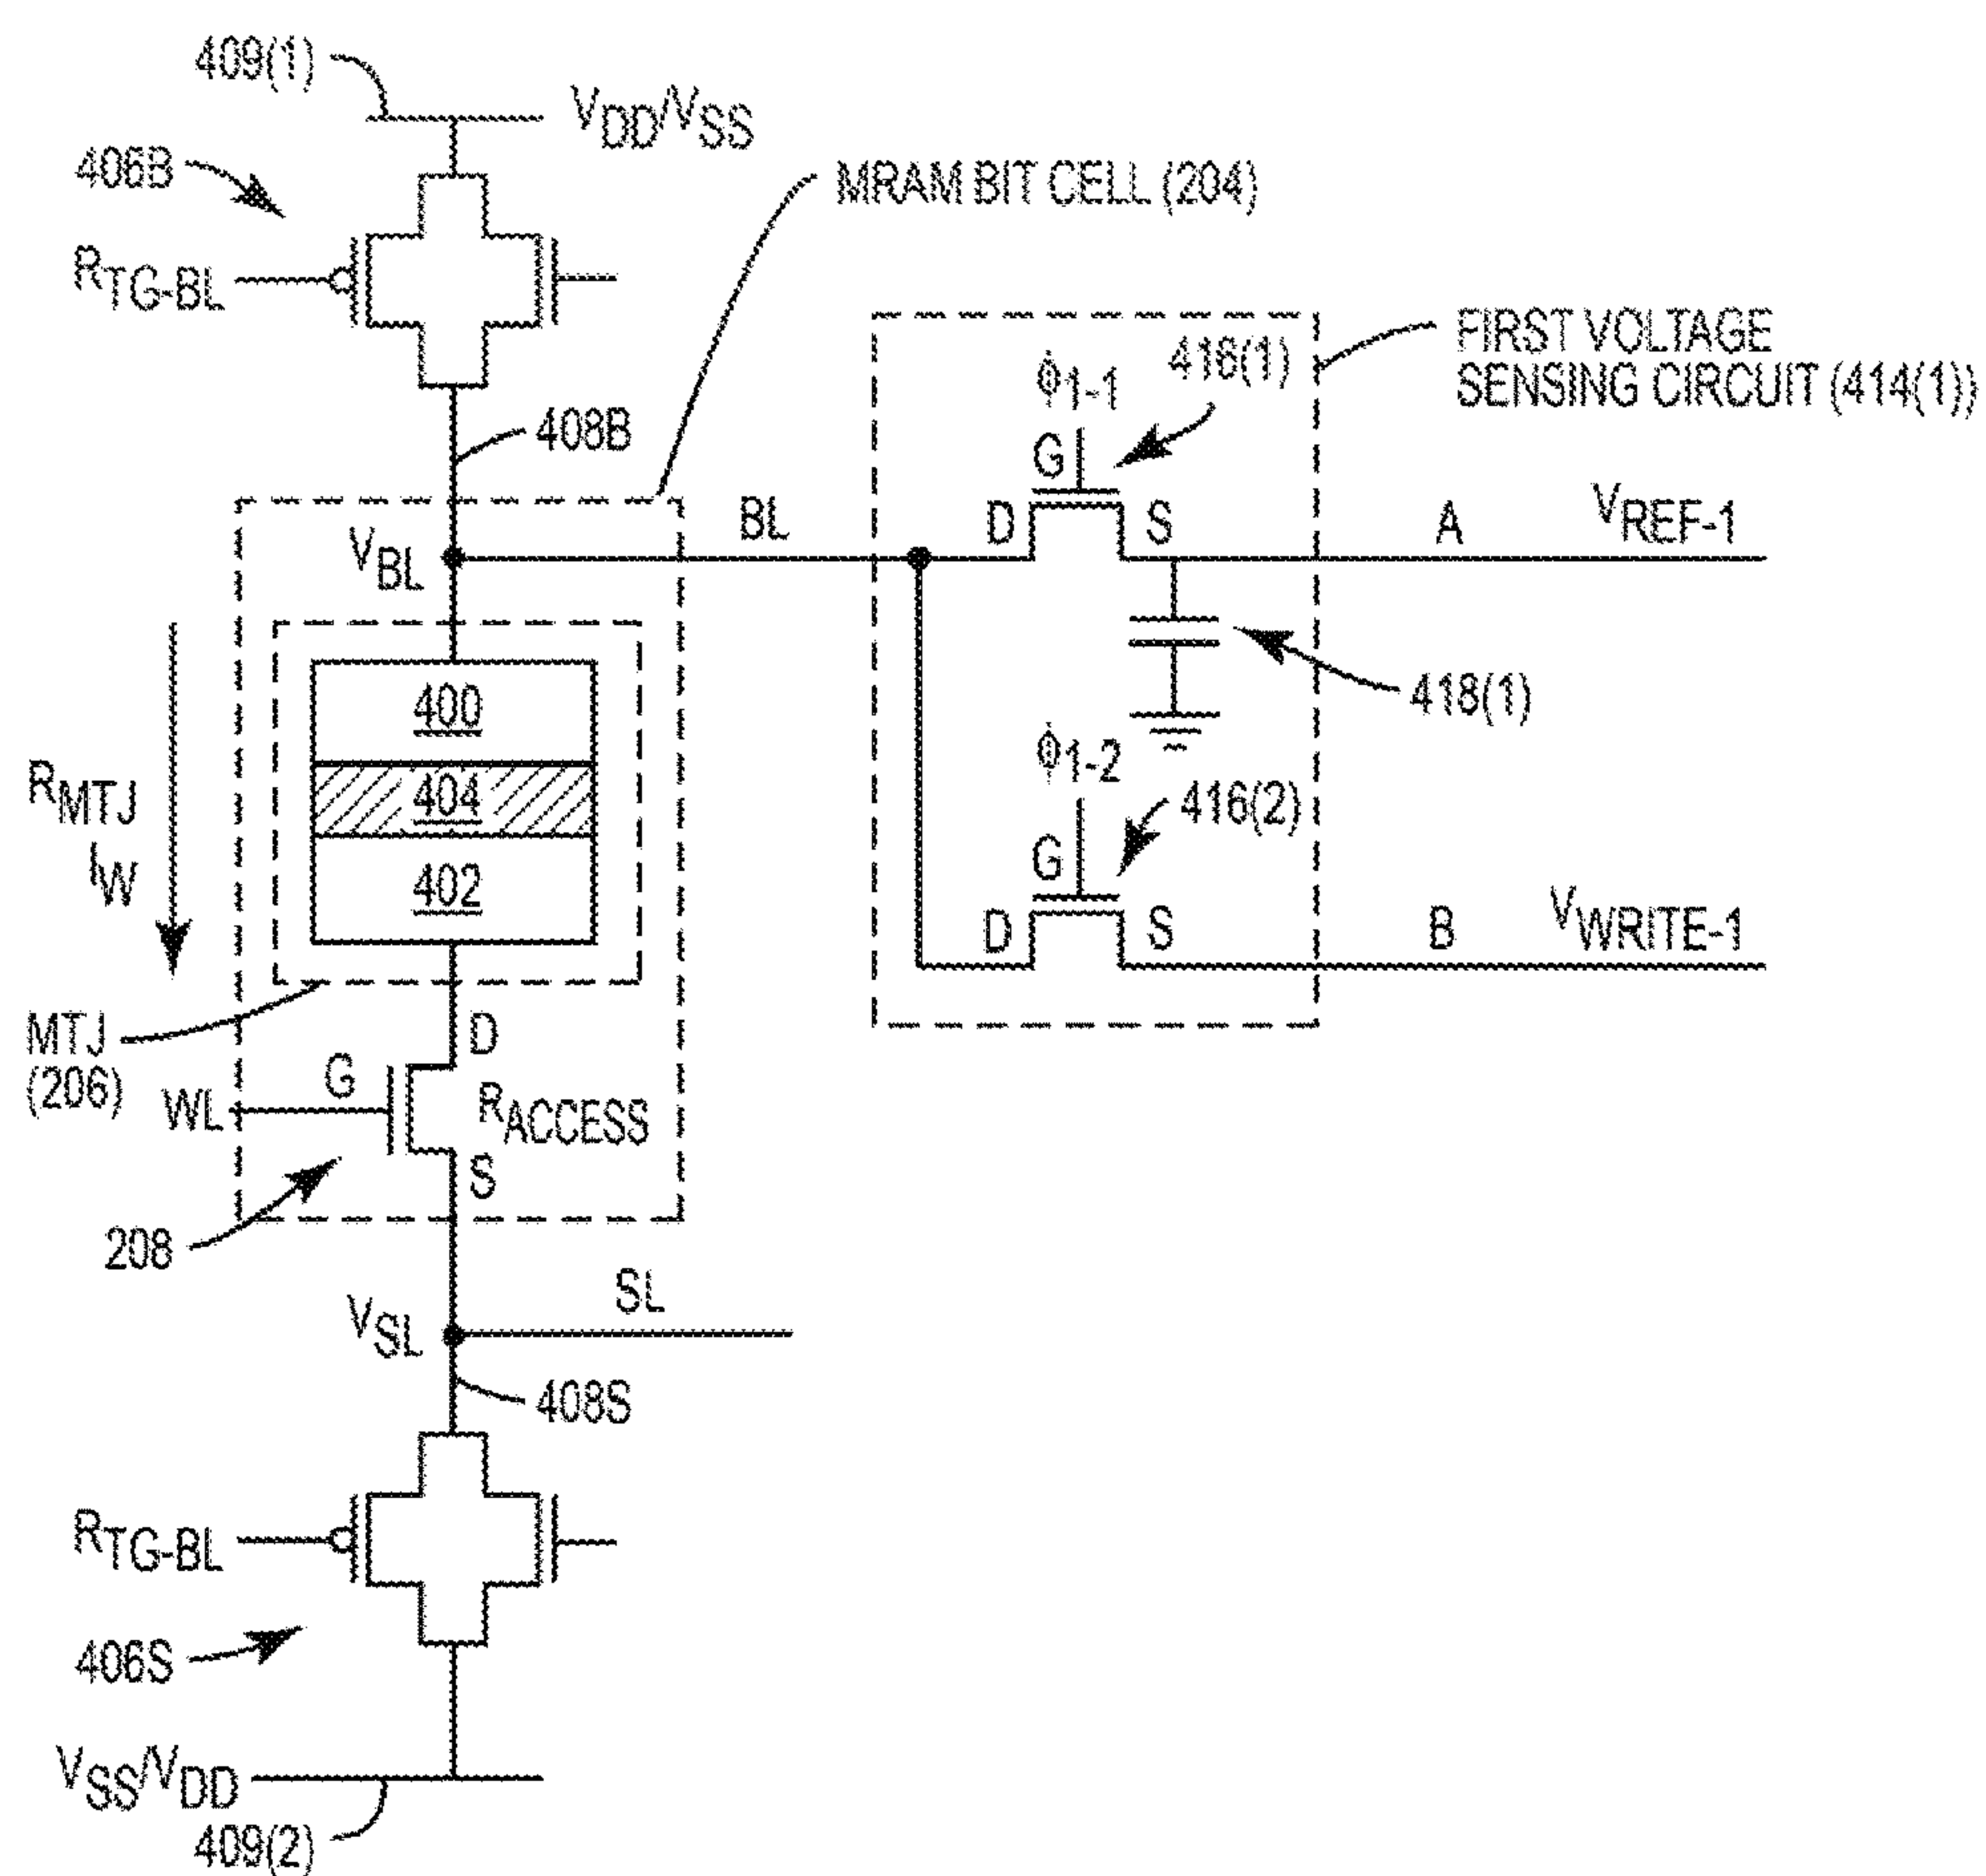 409(1)
VDD/VSS
406B
MRAM BIT CELL (204)
RTG-BL
FIRST VOLTAGE
SENSING CIRCUIT (414(1))
ϕ1-1
416(1)
408B
G
BL
D
S
A
VREF-1
VBL
400
418(1)
RMTJ
404
ϕ1-2
416(2)
IW
402
G
D
S
B
VWRITE-1
MTJ
(206)
D
G
WL
RACCESS
S
208
SL
VSL
408S
RTG-BL
406S
VSS/VDD
409(2)